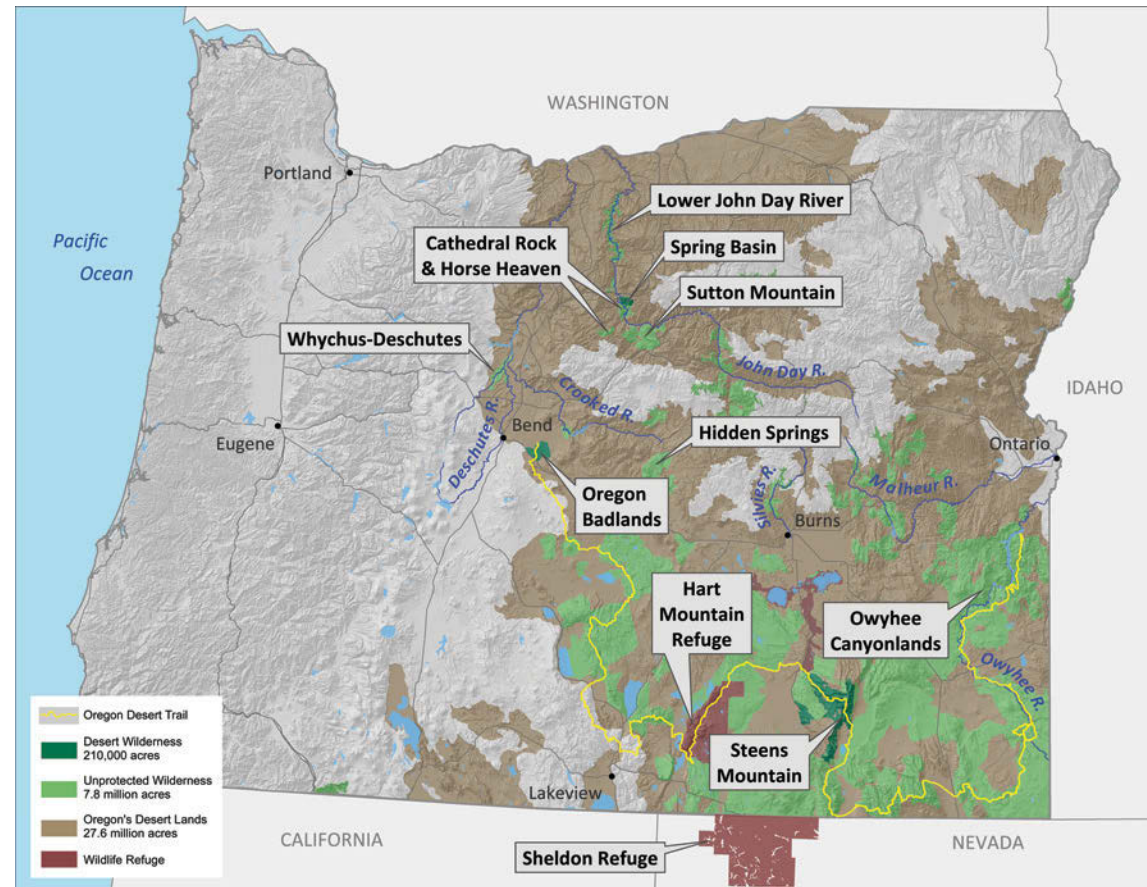 WASHINGTON
Portland
Lower John Day River
Pacific
Ocean
Cathedral Rock
& Horse Heaven
Spring Basin
Sutton Mountain
Whychus-Deschutes
John Day R.
IDAHO
Crooked R.
Deschutes R.
Bend
Eugene
Hidden Springs
Ontario
Oregon
Badlands
Silvies R.
Malheur R.
Burns
Hart
Mountain
Refuge
Owyhee
Canyonlands
Owyhee R.
Steens
Mountain
Lakeview
Oregon Desert Trail
Desert Wilderness
210,000 acres
Unprotected Wilderness
7.8 million acres
Oregon's Desert Lands
27.6 million acres
Wildlife Refuge
CALIFORNIA
Sheldon Refuge
NEVADA